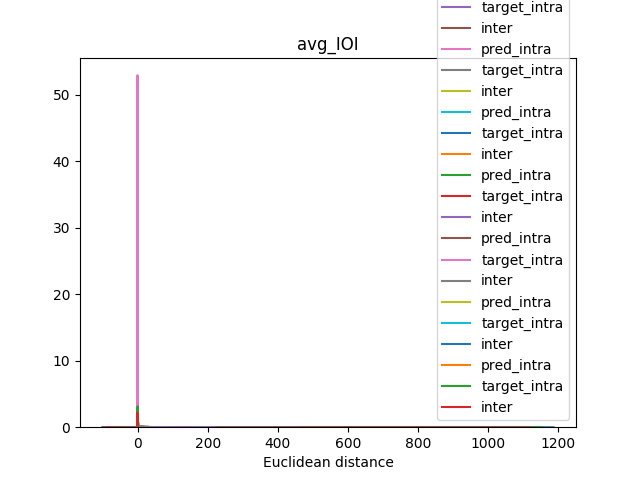 target_intra
inter
avg_IOI
pred_intra
target_intra
inter
pred_intra
target_intra
inter
pred_intra
target_intra
inter
pred_intra
target_intra
inter
pred_intra
target_intra
inter
pred_intra
target_intra
inter
50
40
30
20
10
0
0 200 400 600 800 1000 1200
Euclidean distance